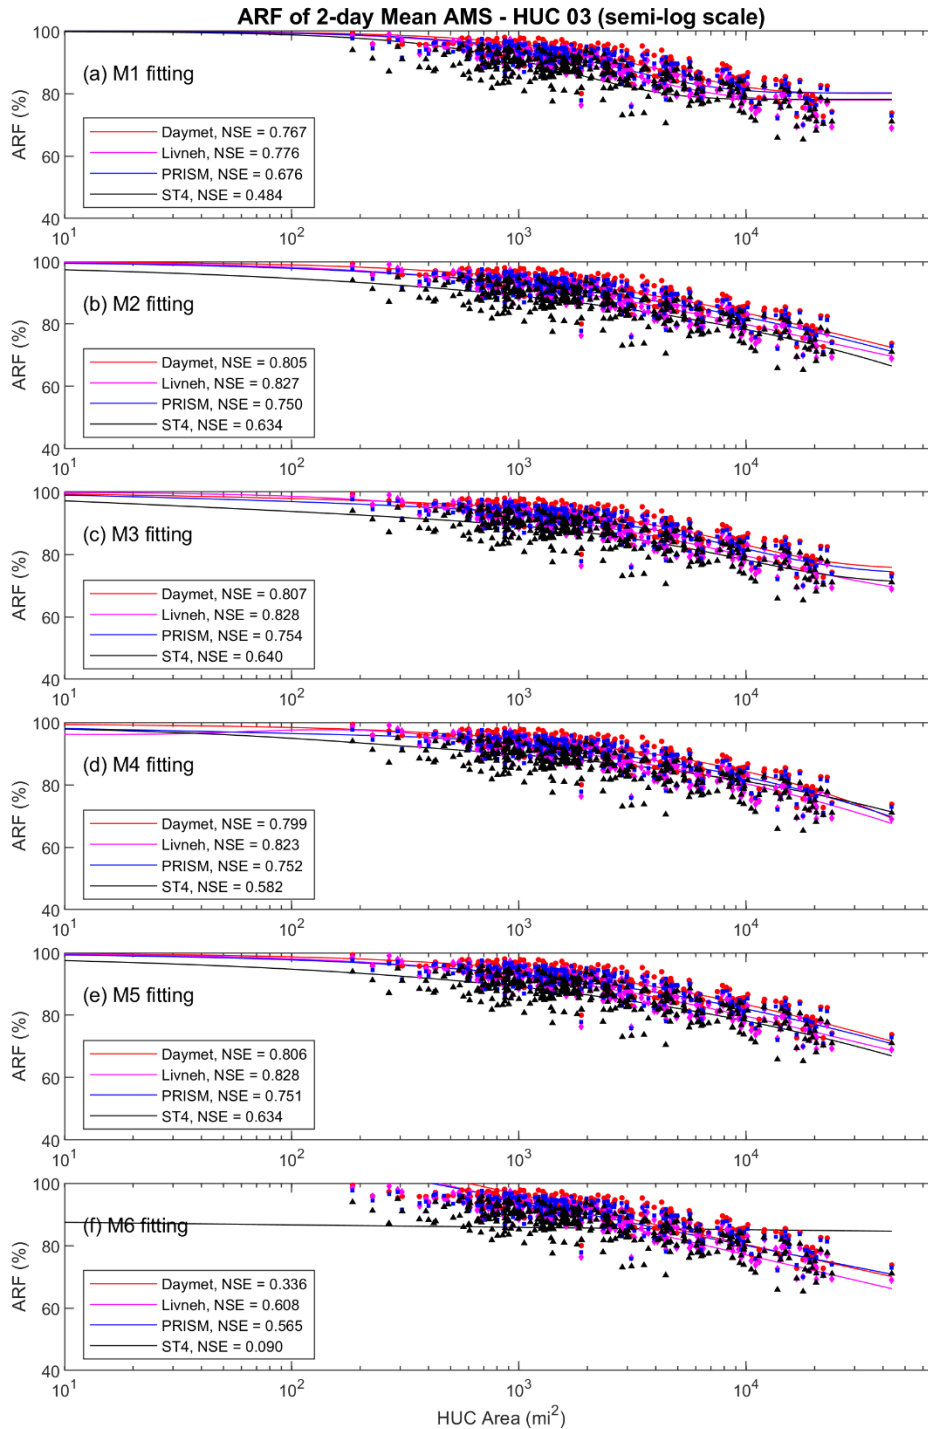 ARF of 2-day Mean AMS - HUC 03 (semi-log scale)
100
80
60
40
ARF (%)
(a) M1 fitting
Daymet, NSE = 0.767
Livneh, NSE = 0.776
PRISM, NSE = 0.676
ST4, NSE = 0.484
10^1
10^2
10^3
10^4
100
80
60
40
ARF (%)
(b) M2 fitting
Daymet, NSE = 0.805
Livneh, NSE = 0.827
PRISM, NSE = 0.750
ST4, NSE = 0.634
10^1
10^2
10^3
10^4
100
80
60
40
ARF (%)
(c) M3 fitting
Daymet, NSE = 0.807
Livneh, NSE = 0.828
PRISM, NSE = 0.754
ST4, NSE = 0.640
10^1
10^2
10^3
10^4
100
80
60
40
ARF (%)
(d) M4 fitting
Daymet, NSE = 0.799
Livneh, NSE = 0.823
PRISM, NSE = 0.752
ST4, NSE = 0.582
10^1
10^2
10^3
10^4
100
80
60
40
ARF (%)
(e) M5 fitting
Daymet, NSE = 0.806
Livneh, NSE = 0.828
PRISM, NSE = 0.751
ST4, NSE = 0.634
10^1
10^2
10^3
10^4
100
80
60
40
ARF (%)
(f) M6 fitting
Daymet, NSE = 0.336
Livneh, NSE = 0.608
PRISM, NSE = 0.565
ST4, NSE = 0.090
10^1
10^2
10^3
10^4
HUC Area (mi^2)